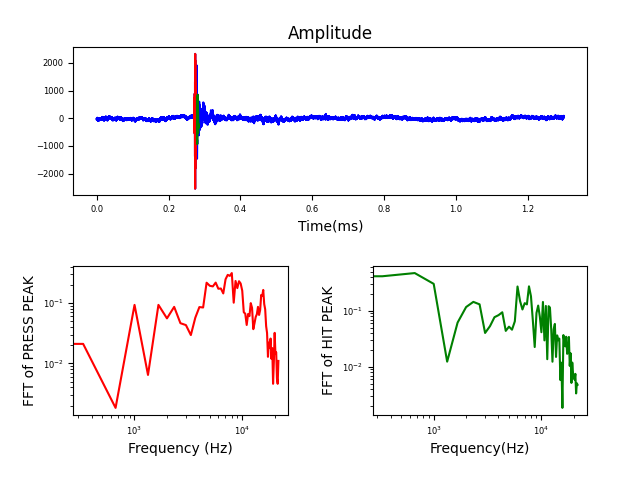 Amplitude
2000
1000
0
−1000
−2000
0.0 0.2 0.4 0.6 0.8 1.0 1.2
Time(ms)
FFT of PRESS PEAK
10⁻¹
10⁻²
10³ 10⁴
Frequency (Hz)
FFT of HIT PEAK
10⁻¹
10⁻²
10³ 10⁴
Frequency(Hz)